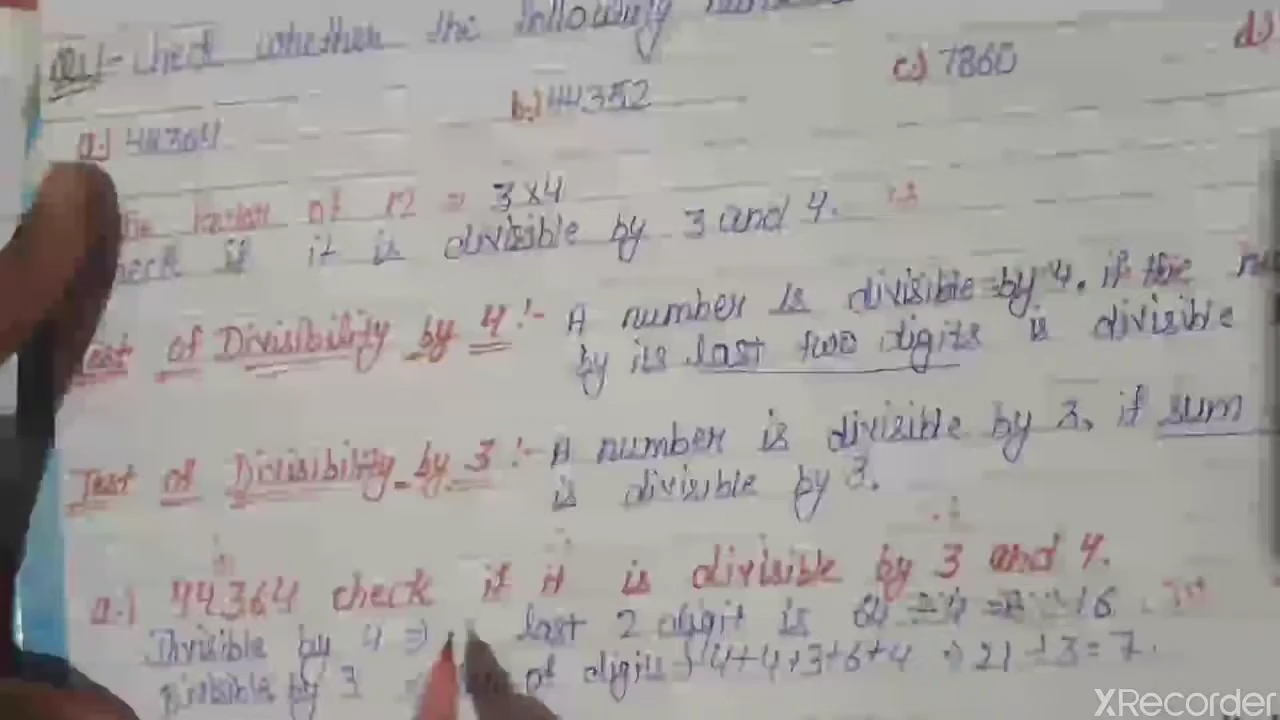 Q1- Check whether the following
a.) 44364 b.) 44352 c.) 7860 d.)
of 12 = 3x4
check if it is divisible by 3 and 4.
Test of Divisibility by 4:- A number is divisible by 4, if the
by its last two digits is divisible
Test of Divisibility by 3:- A number is divisible by 3, if sum
is divisible by 3.
a.) 44364 check if it is divisible by 3 and 4.
Divisible by 4 ⇒ last 2 digit is 64 ÷ 4 = 16
Divisible by 3 of digits 4+4+3+6+4 ⇒ 21 ÷ 3 = 7.
XRecorder